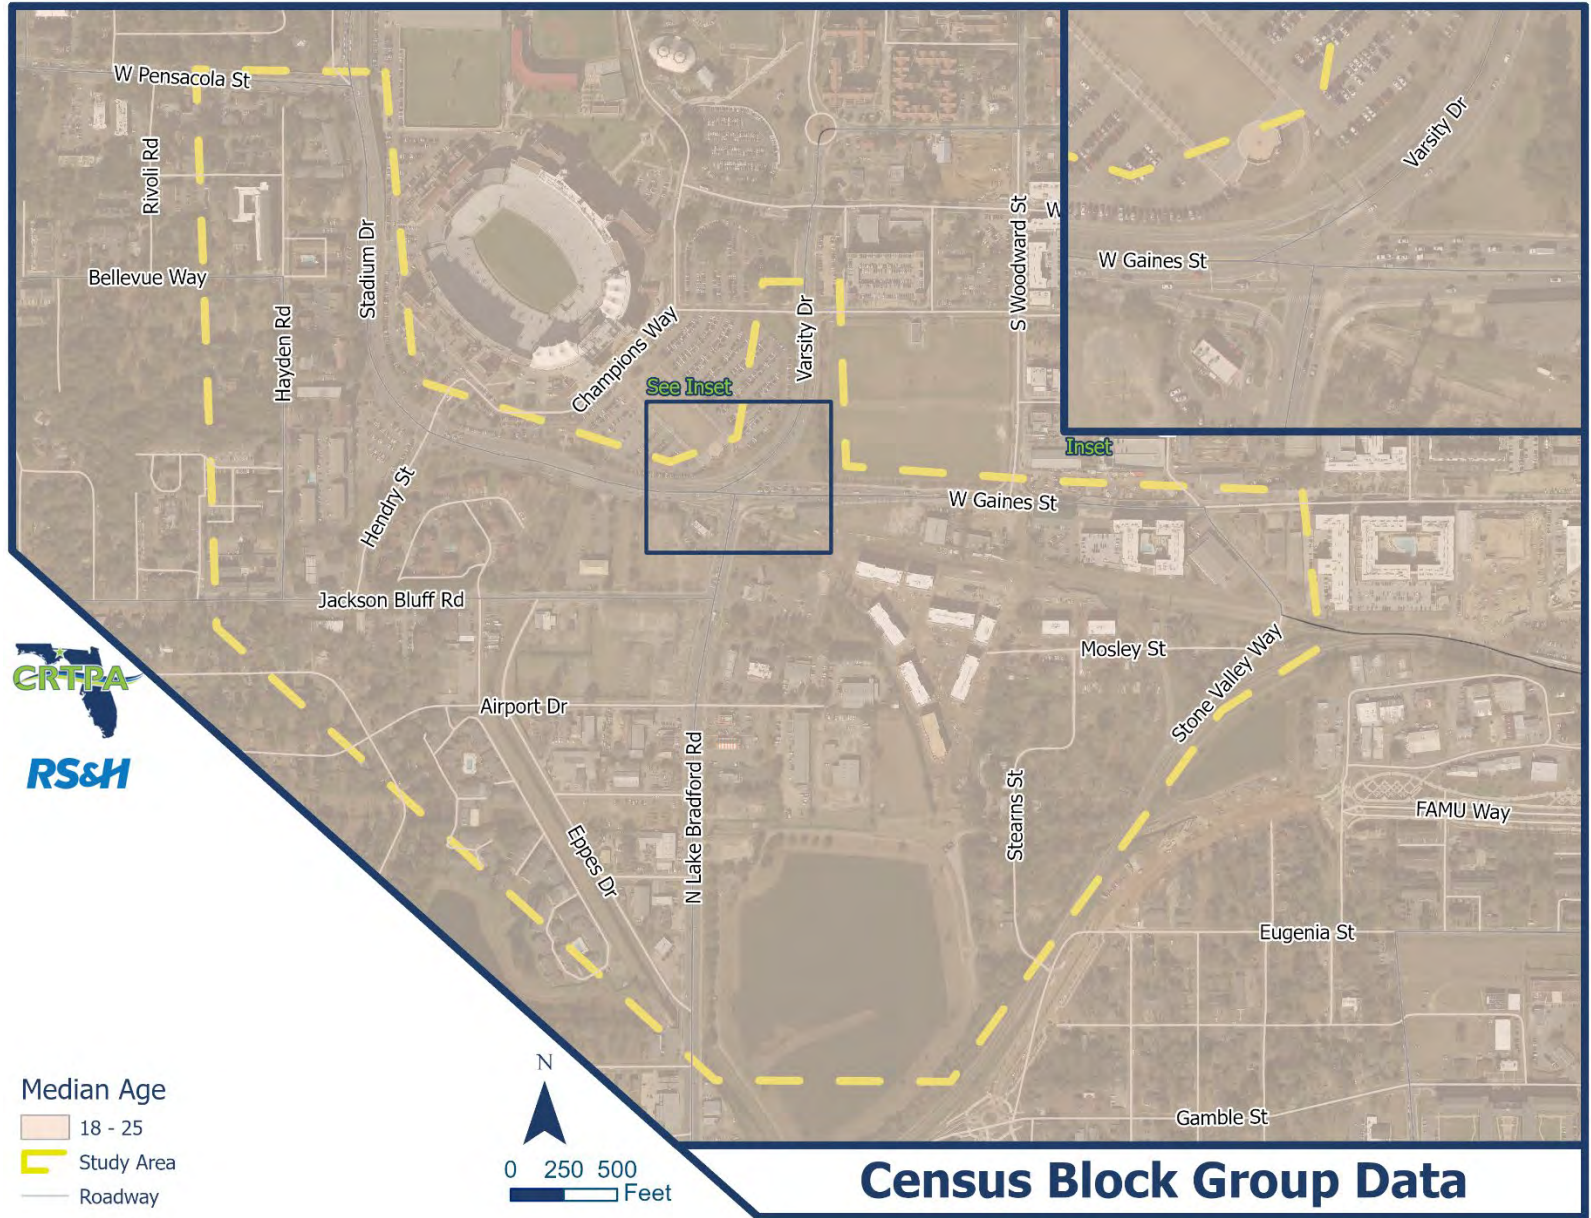 W Pensacola St
Rivoli Rd
Bellevue Way
Hayden Rd
Stadium Dr
Champions Way
Varsity Dr
S Woodward St
W
Varsity Dr
W Gaines St
See Inset
Inset
Hendry St
W Gaines St
Jackson Bluff Rd
Mosley St
Stone Valley Way
Airport Dr
N Lake Bradford Rd
Stearns St
FAMU Way
Eppes Dr
Eugenia St
Gamble St
CRTPA
RS&H
Median Age
18 - 25
Study Area
Roadway
N
0 250 500
Feet
Census Block Group Data